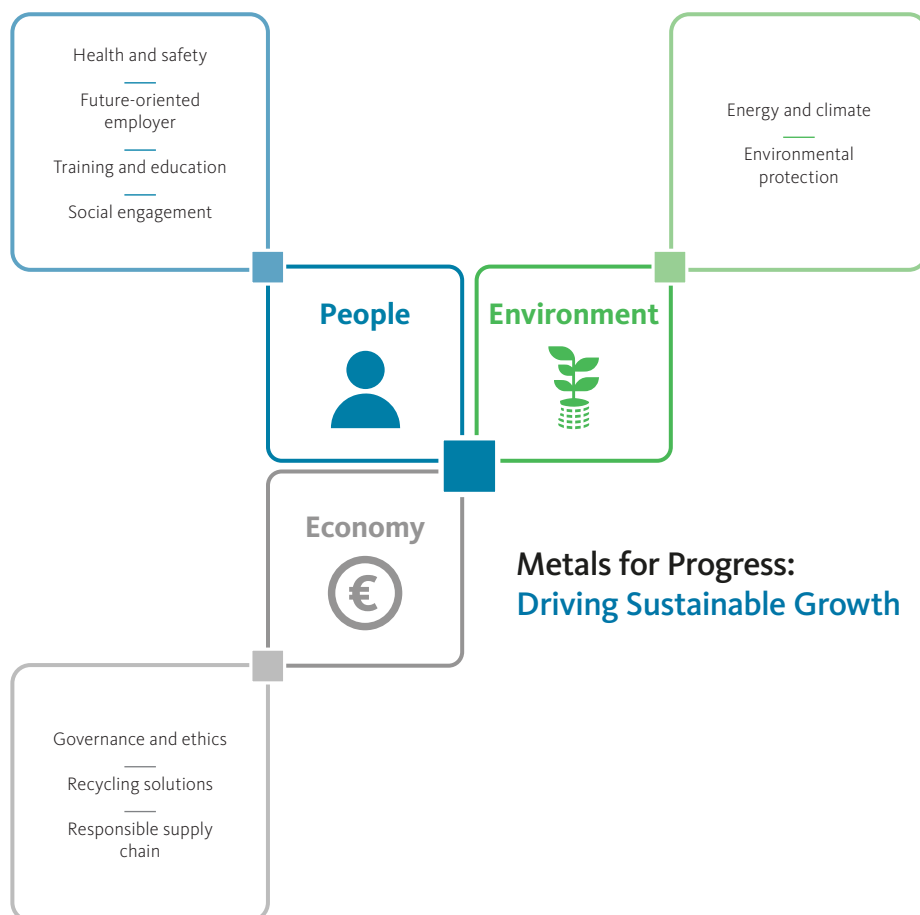 Health and safety
Future-oriented
employer
Training and education
Social engagement
Energy and climate
Environmental
protection
People
Environment
Economy
€
Metals for Progress:
Driving Sustainable Growth
Governance and ethics
Recycling solutions
Responsible supply
chain